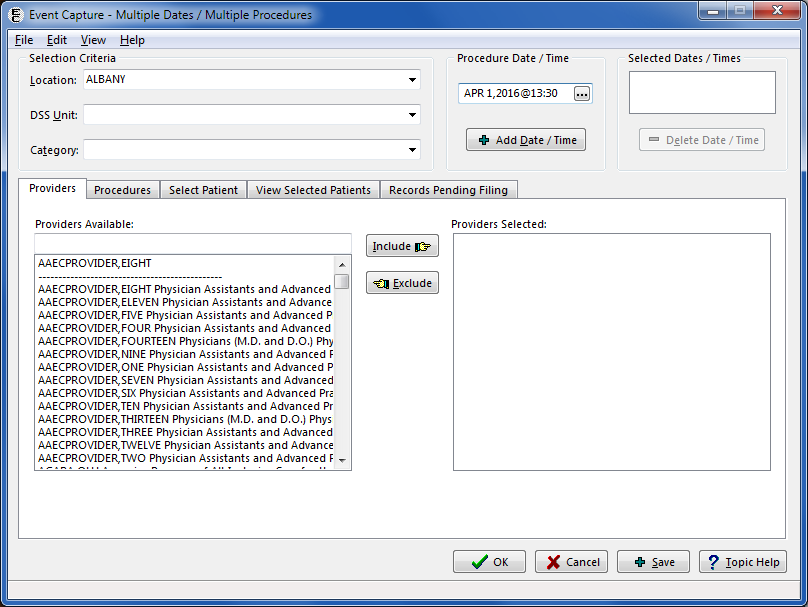 Event Capture - Multiple Dates / Multiple Procedures
File Edit View Help
Selection Criteria
Location: ALBANY
DSS Unit:
Category:
Procedure Date / Time
APR 1,2016@13:30 ...
Add Date / Time
Selected Dates / Times
Delete Date / Time
Providers Procedures Select Patient View Selected Patients Records Pending Filing
Providers Available:
AAECPROVIDER,EIGHT
----------------------------------------------
AAECPROVIDER,EIGHT Physician Assistants and Advanced
AAECPROVIDER,ELEVEN Physician Assistants and Advance
AAECPROVIDER,FIVE Physician Assistants and Advanced P
AAECPROVIDER,FOUR Physician Assistants and Advanced
AAECPROVIDER,FOURTEEN Physicians (M.D. and D.O.) Phy
AAECPROVIDER,NINE Physician Assistants and Advanced P
AAECPROVIDER,ONE Physician Assistants and Advanced P
AAECPROVIDER,SEVEN Physician Assistants and Advanced
AAECPROVIDER,SIX Physician Assistants and Advanced Pra
AAECPROVIDER,TEN Physician Assistants and Advanced Pr
AAECPROVIDER,THIRTEEN Physicians (M.D. and D.O.) Phys
AAECPROVIDER,THREE Physician Assistants and Advanced
AAECPROVIDER,TWELVE Physician Assistants and Advance
AAECPROVIDER,TWO Physician Assistants and Advanced P
Include
Exclude
Providers Selected:
OK Cancel Save ? Topic Help